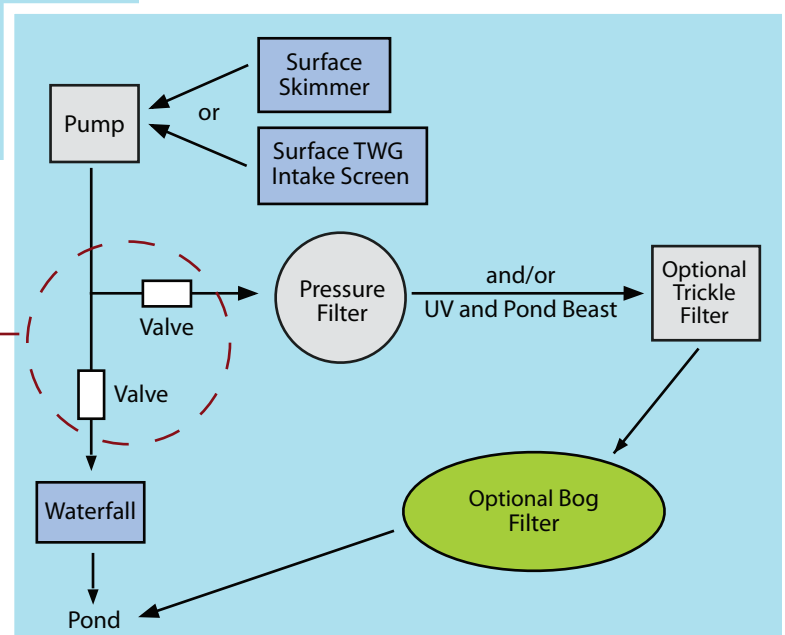 Surface
Skimmer
Pump
or
Surface TWG
Intake Screen
Pressure
Filter
and/or
UV and Pond Beast
Optional
Trickle
Filter
Valve
Valve
Waterfall
Optional Bog
Filter
Pond